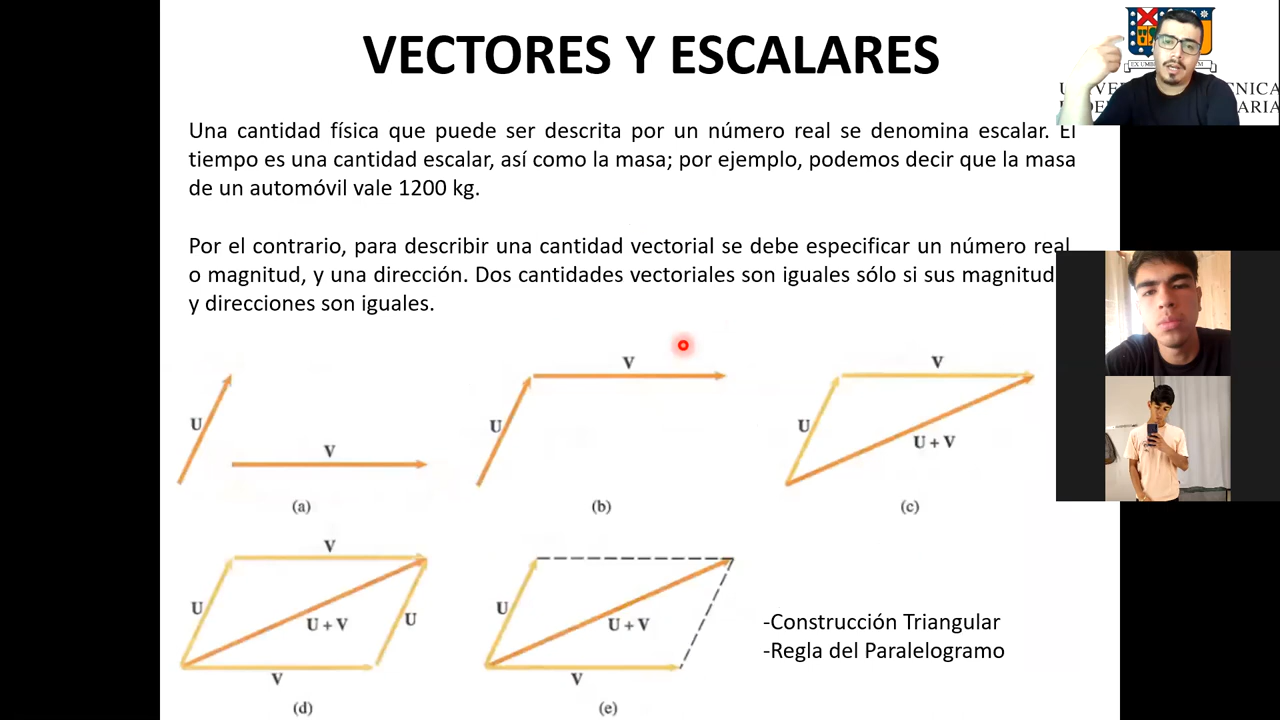 VECTORES Y ESCALARES
Una cantidad física que puede ser descrita por un número real se denomina escalar. El
tiempo es una cantidad escalar, así como la masa; por ejemplo, podemos decir que la masa
de un automóvil vale 1200 kg.
Por el contrario, para describir una cantidad vectorial se debe especificar un número real
o magnitud, y una dirección. Dos cantidades vectoriales son iguales sólo si sus
y direcciones son iguales.
U
V
(a)
U
V
(b)
V
U
U + V
(c)
V
U
U + V
U
V
(d)
U
U + V
V
(e)
-Construcción Triangular
-Regla del Paralelogramo